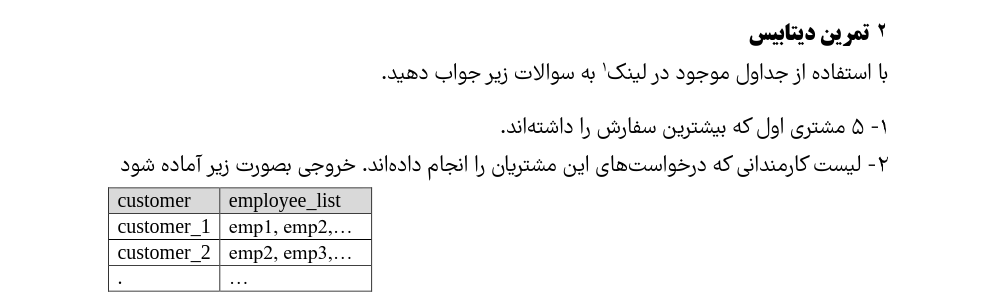 ۲ تمرین دیتابیس
با استفاده از جداول موجود در لینک۱ به سوالات زیر جواب دهید.
۱- ۵ مشتری اول که بیشترین سفارش را داشته‌اند.
۲- لیست کارمندانی که درخواست‌های این مشتریان را انجام داده‌اند. خروجی بصورت زیر آماده شود
customer employee_list
customer_1 emp1, emp2,…
customer_2 emp2, emp3,…
. …